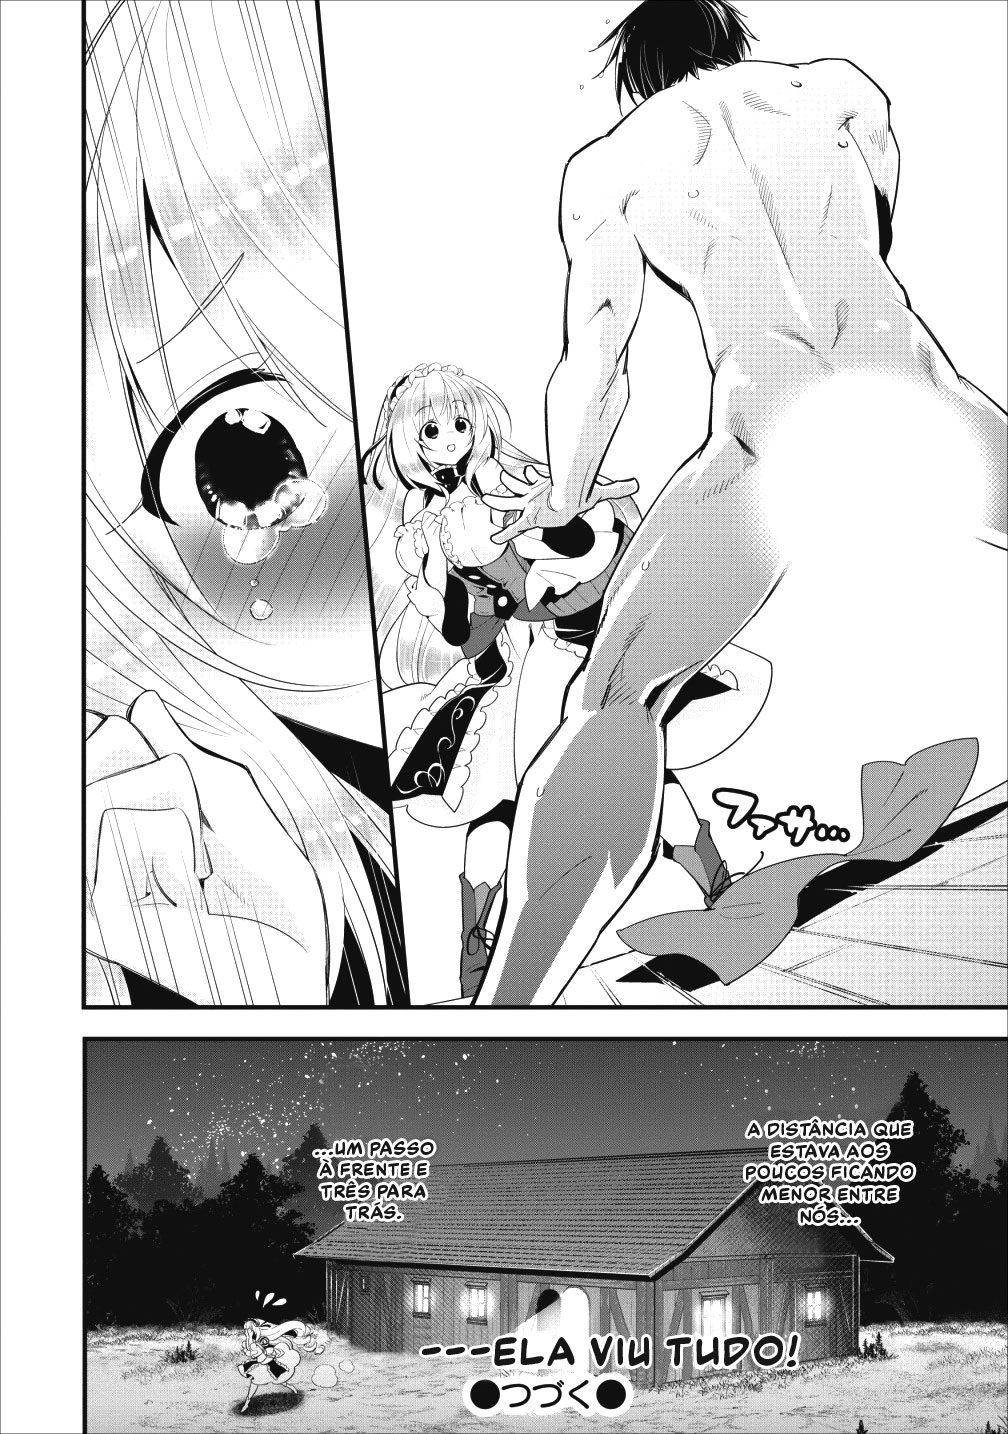 ファサ...
A DISTÂNCIA QUE
ESTAVA AOS
POUCOS FICANDO
MENOR ENTRE
NÓS...
...UM PASSO
À FRENTE E
TRÊS PARA
TRÁS.
---ELA VIU TUDO!
●つづく●